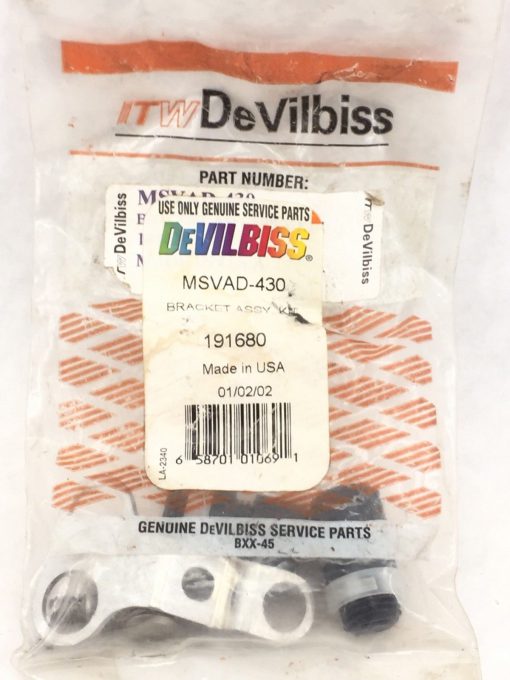 ITW DeVilbiss
PART NUMBER:
MSVAD-430
USE ONLY GENUINE SERVICE PARTS
DEVILBISS®
ITW DeVilbiss
ITW DeVilbiss
MSVAD-430
BRACKET ASSY KIT
191680
Made in USA
01/02/02
LA-2340
6 58701 01069 1
GENUINE DEVILBISS SERVICE PARTS
BXX-45